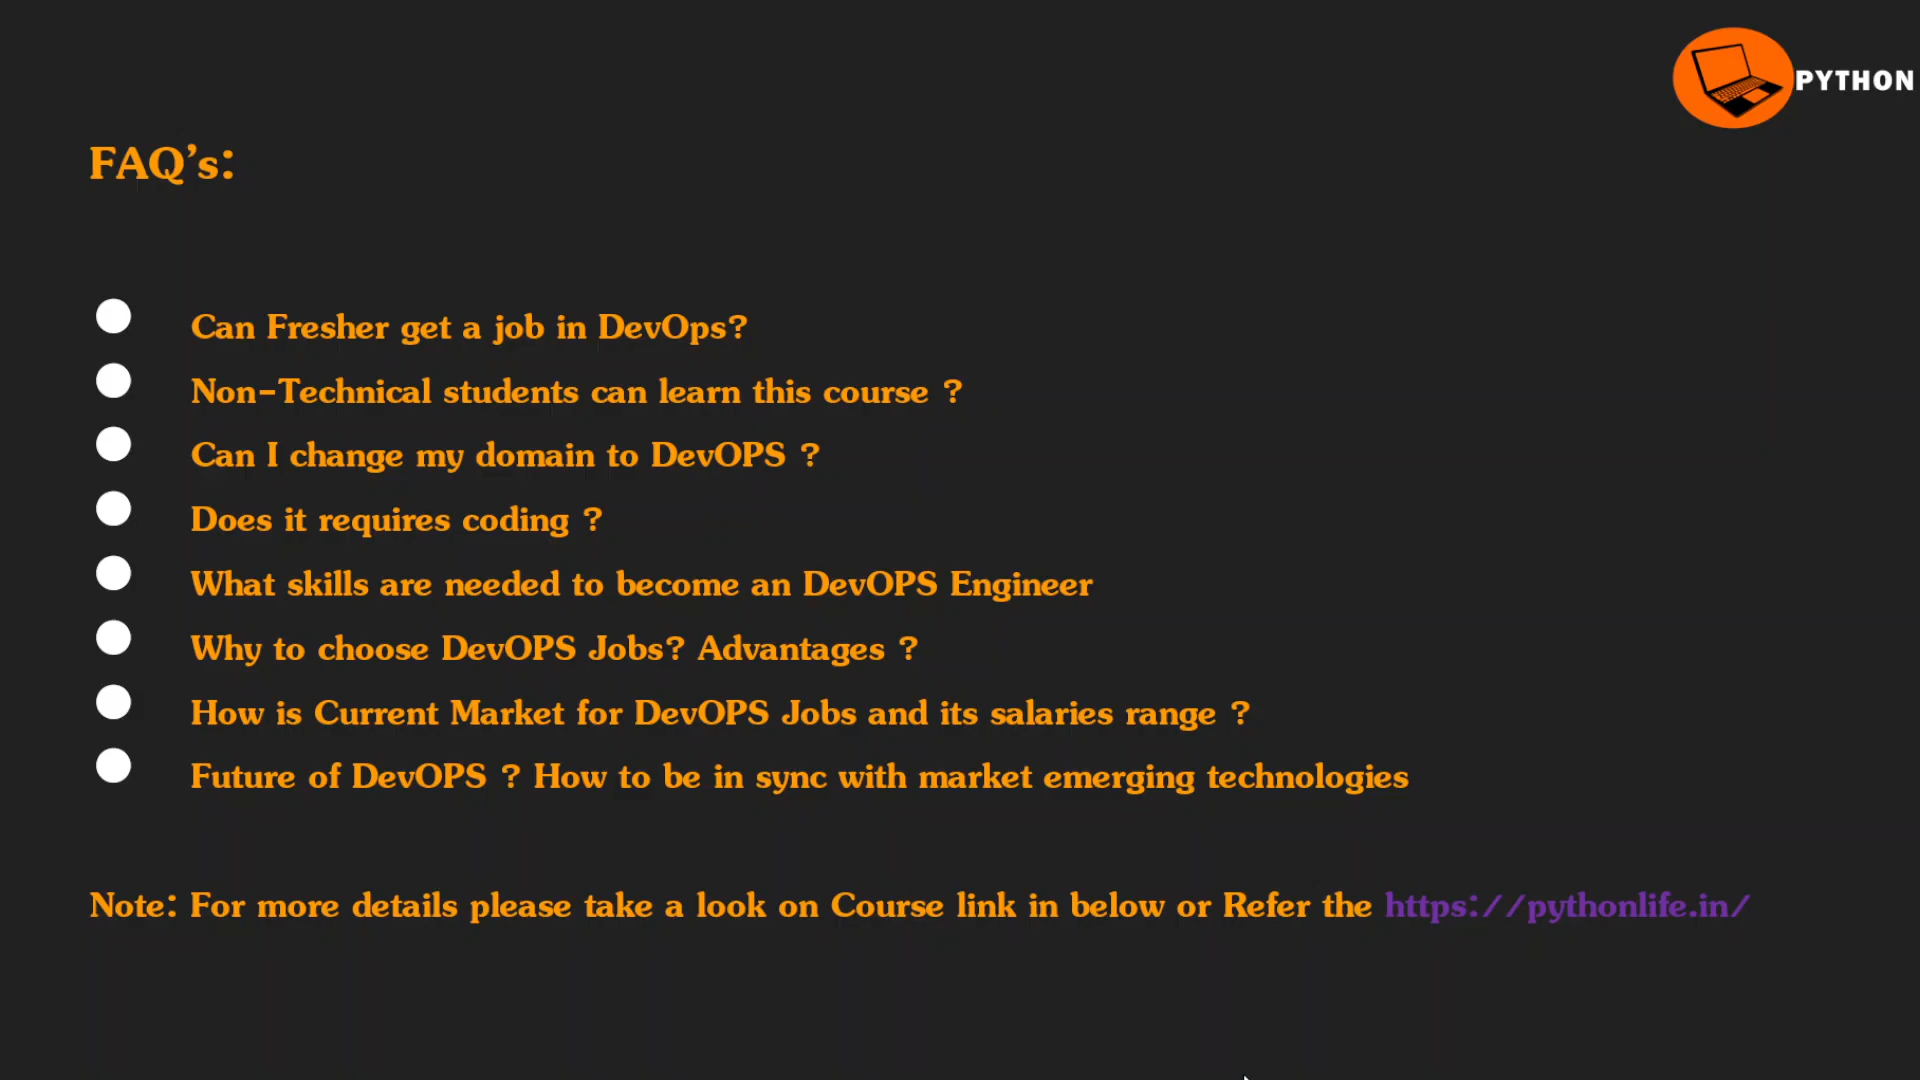 PYTHON
FAQ’s:
Can Fresher get a job in DevOps?
Non-Technical students can learn this course ?
Can I change my domain to DevOPS ?
Does it requires coding ?
What skills are needed to become an DevOPS Engineer
Why to choose DevOPS Jobs? Advantages ?
How is Current Market for DevOPS Jobs and its salaries range ?
Future of DevOPS ? How to be in sync with market emerging technologies
Note: For more details please take a look on Course link in below or Refer the https://pythonlife.in/